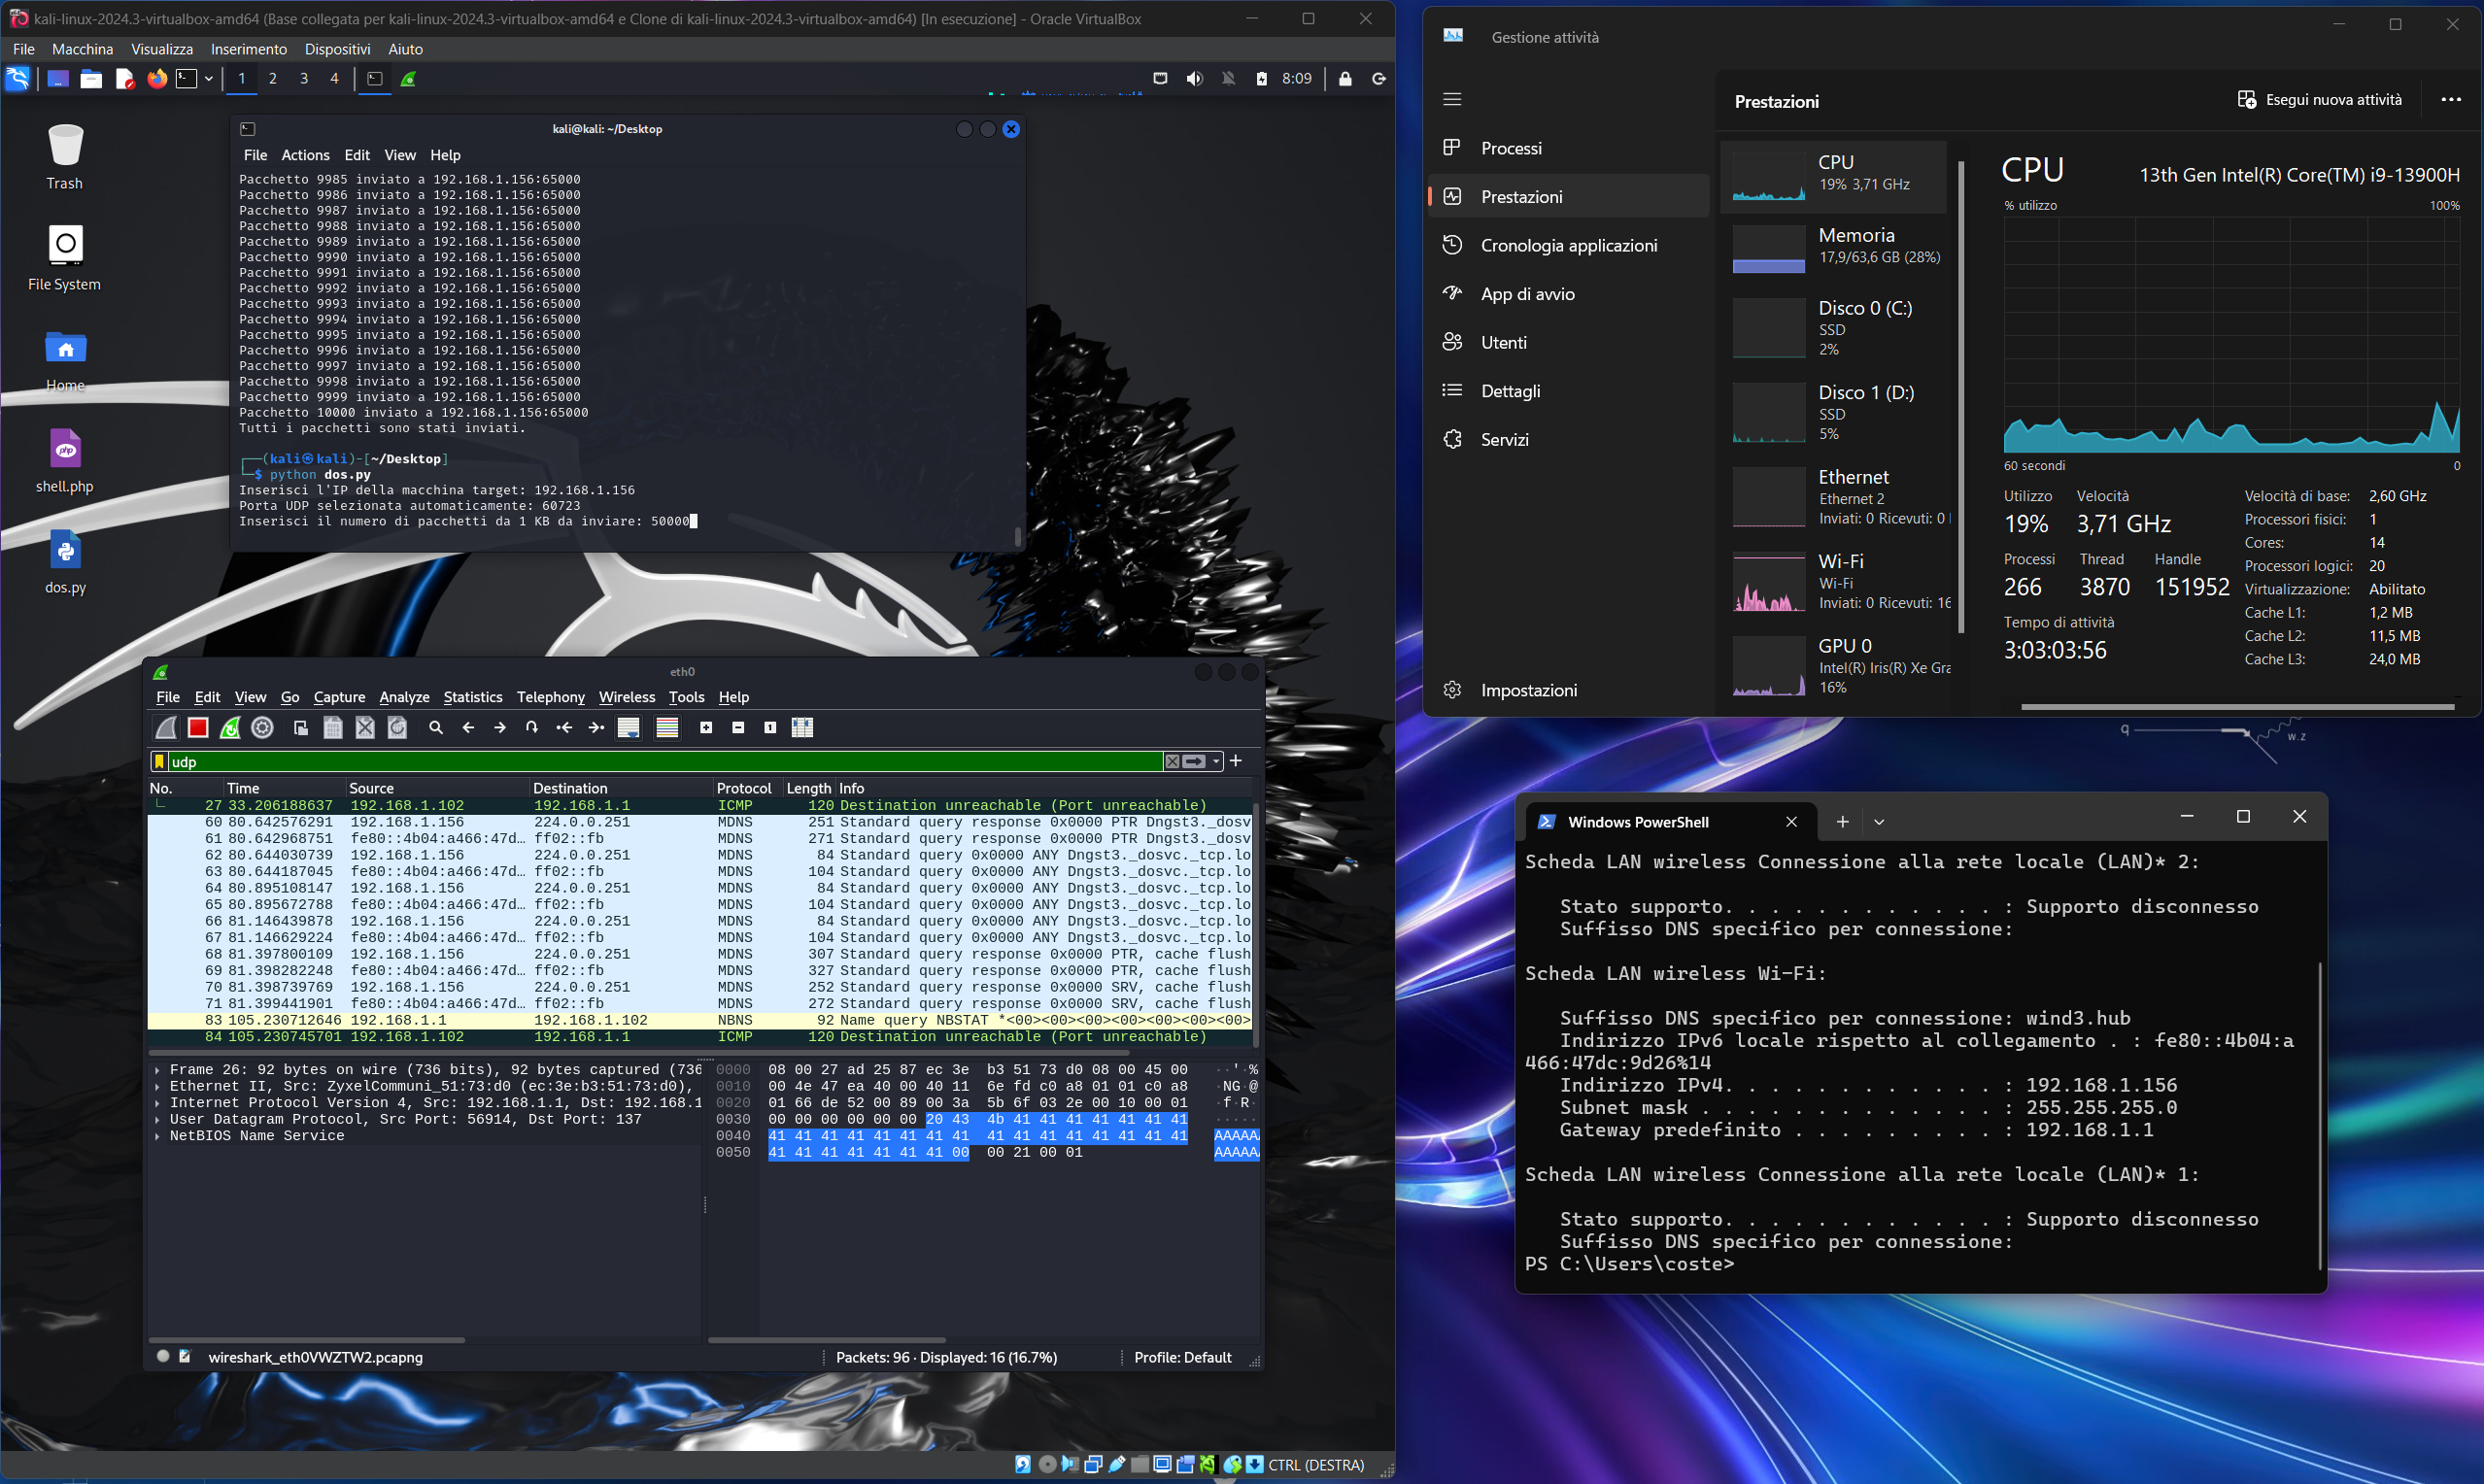 kali-linux-2024.3-virtualbox-amd64 (Base collegata per kali-linux-2024.3-virtualbox-amd64 e Clone di kali-linux-2024.3-virtualbox-amd64) [In esecuzione] - Oracle VirtualBox
File Macchina Visualizza Inserimento Dispositivi Aiuto
1 2 3 4
8:09
Trash
File System
Home
shell.php
dos.py
kali@kali: ~/Desktop
File Actions Edit View Help
Pacchetto 9985 inviato a 192.168.1.156:65000
Pacchetto 9986 inviato a 192.168.1.156:65000
Pacchetto 9987 inviato a 192.168.1.156:65000
Pacchetto 9988 inviato a 192.168.1.156:65000
Pacchetto 9989 inviato a 192.168.1.156:65000
Pacchetto 9990 inviato a 192.168.1.156:65000
Pacchetto 9991 inviato a 192.168.1.156:65000
Pacchetto 9992 inviato a 192.168.1.156:65000
Pacchetto 9993 inviato a 192.168.1.156:65000
Pacchetto 9994 inviato a 192.168.1.156:65000
Pacchetto 9995 inviato a 192.168.1.156:65000
Pacchetto 9996 inviato a 192.168.1.156:65000
Pacchetto 9997 inviato a 192.168.1.156:65000
Pacchetto 9998 inviato a 192.168.1.156:65000
Pacchetto 9999 inviato a 192.168.1.156:65000
Pacchetto 10000 inviato a 192.168.1.156:65000
Tutti i pacchetti sono stati inviati.
(kali㉿kali)-[~/Desktop]
$ python dos.py
Inserisci l'IP della macchina target: 192.168.1.156
Porta UDP selezionata automaticamente: 60723
Inserisci il numero di pacchetti da 1 KB da inviare: 50000
eth0
File Edit View Go Capture Analyze Statistics Telephony Wireless Tools Help
udp
No. Time Source Destination Protocol Length Info
27 33.206188637 192.168.1.102 192.168.1.1 ICMP 120 Destination unreachable (Port unreachable)
60 80.642576291 192.168.1.156 224.0.0.251 MDNS 251 Standard query response 0x0000 PTR Dngst3._dosv
61 80.642968751 fe80::4b04:a466:47d… ff02::fb MDNS 271 Standard query response 0x0000 PTR Dngst3._dosv
62 80.644030739 192.168.1.156 224.0.0.251 MDNS 84 Standard query 0x0000 ANY Dngst3._dosvc._tcp.lo
63 80.644187045 fe80::4b04:a466:47d… ff02::fb MDNS 104 Standard query 0x0000 ANY Dngst3._dosvc._tcp.lo
64 80.895108147 192.168.1.156 224.0.0.251 MDNS 84 Standard query 0x0000 ANY Dngst3._dosvc._tcp.lo
65 80.895672788 fe80::4b04:a466:47d… ff02::fb MDNS 104 Standard query 0x0000 ANY Dngst3._dosvc._tcp.lo
66 81.146439878 192.168.1.156 224.0.0.251 MDNS 84 Standard query 0x0000 ANY Dngst3._dosvc._tcp.lo
67 81.146629224 fe80::4b04:a466:47d… ff02::fb MDNS 104 Standard query 0x0000 ANY Dngst3._dosvc._tcp.lo
68 81.397800109 192.168.1.156 224.0.0.251 MDNS 307 Standard query response 0x0000 PTR, cache flush
69 81.398282248 fe80::4b04:a466:47d… ff02::fb MDNS 327 Standard query response 0x0000 PTR, cache flush
70 81.398739769 192.168.1.156 224.0.0.251 MDNS 252 Standard query response 0x0000 SRV, cache flush
71 81.399441901 fe80::4b04:a466:47d… ff02::fb MDNS 272 Standard query response 0x0000 SRV, cache flush
83 105.230712646 192.168.1.1 192.168.1.102 NBNS 92 Name query NBSTAT *<00><00><00><00><00><00><00>
84 105.230745701 192.168.1.102 192.168.1.1 ICMP 120 Destination unreachable (Port unreachable)
Frame 26: 92 bytes on wire (736 bits), 92 bytes captured (736
Ethernet II, Src: ZyxelCommuni_51:73:d0 (ec:3e:b3:51:73:d0),
Internet Protocol Version 4, Src: 192.168.1.1, Dst: 192.168.1
User Datagram Protocol, Src Port: 56914, Dst Port: 137
NetBIOS Name Service
0000 08 00 27 ad 25 87 ec 3e b3 51 73 d0 08 00 45 00 ··'·%
0010 00 4e 47 ea 40 00 40 11 6e fd c0 a8 01 01 c0 a8 ·NG·@
0020 01 66 de 52 00 89 00 3a 5b 6f 03 2e 00 10 00 01 ·f·R·
0030 00 00 00 00 00 00 20 43 4b 41 41 41 41 41 41 41 ·····
0040 41 41 41 41 41 41 41 41 41 41 41 41 41 41 41 41 AAAAAA
0050 41 41 41 41 41 41 41 00 00 21 00 01 AAAAAA
wireshark_eth0VWZTW2.pcapng
Packets: 96 · Displayed: 16 (16.7%)
Profile: Default
CTRL (DESTRA)
Gestione attività
Processi
Prestazioni
Cronologia applicazioni
App di avvio
Utenti
Dettagli
Servizi
Impostazioni
Prestazioni
Esegui nuova attività
CPU
19% 3,71 GHz
Memoria
17,9/63,6 GB (28%)
Disco 0 (C:)
SSD
2%
Disco 1 (D:)
SSD
5%
Ethernet
Ethernet 2
Inviati: 0 Ricevuti: 0
Wi-Fi
Wi-Fi
Inviati: 0 Ricevuti: 16
GPU 0
Intel(R) Iris(R) Xe Gra
16%
CPU
13th Gen Intel(R) Core(TM) i9-13900H
% utilizzo 100%
60 secondi 0
Utilizzo
19%
Velocità
3,71 GHz
Processi
266
Thread
3870
Handle
151952
Tempo di attività
3:03:03:56
Velocità di base: 2,60 GHz
Processori fisici: 1
Cores: 14
Processori logici: 20
Virtualizzazione: Abilitato
Cache L1: 1,2 MB
Cache L2: 11,5 MB
Cache L3: 24,0 MB
q
w.z
Windows PowerShell
Scheda LAN wireless Connessione alla rete locale (LAN)* 2:
Stato supporto. . . . . . . . . . . . : Supporto disconnesso
Suffisso DNS specifico per connessione:
Scheda LAN wireless Wi-Fi:
Suffisso DNS specifico per connessione: wind3.hub
Indirizzo IPv6 locale rispetto al collegamento . : fe80::4b04:a
466:47dc:9d26%14
Indirizzo IPv4. . . . . . . . . . . . : 192.168.1.156
Subnet mask . . . . . . . . . . . . . : 255.255.255.0
Gateway predefinito . . . . . . . . . : 192.168.1.1
Scheda LAN wireless Connessione alla rete locale (LAN)* 1:
Stato supporto. . . . . . . . . . . . : Supporto disconnesso
Suffisso DNS specifico per connessione:
PS C:\Users\coste>